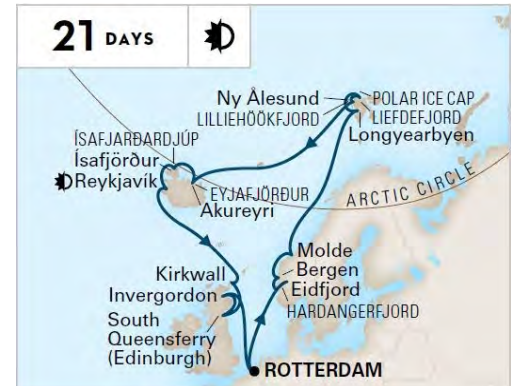 21 DAYS
Ny Ålesund
POLAR ICE CAP
LILLIEHÖÖKFJORD
LIEFDEFJORD
Longyearbyen
ÍSAFJARÐARDJÚP
Ísafjörður
Reykjavík
EYJAFJÖRÐUR
Akureyri
ARCTIC CIRCLE
Molde
Bergen
Eidfjord
HARDANGERFJORD
Kirkwall
Invergordon
South
Queensferry
(Edinburgh)
ROTTERDAM